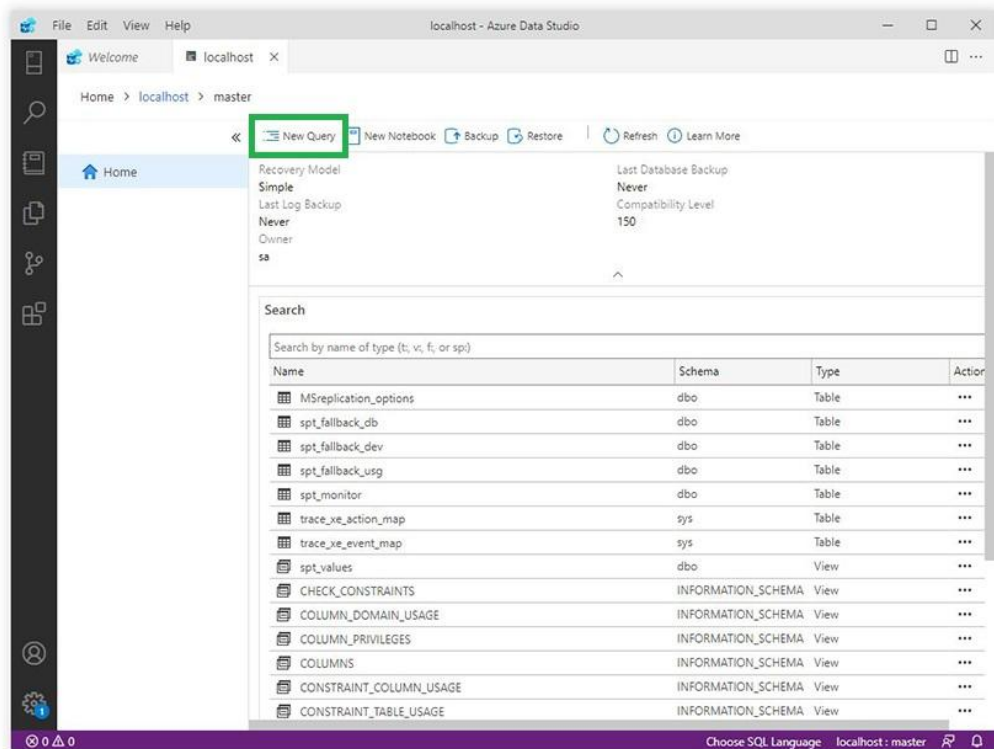 File Edit View Help localhost - Azure Data Studio
Welcome localhost
Home > localhost > master
« New Query New Notebook Backup Restore Refresh Learn More
Home
Recovery Model Last Database Backup
Simple Never
Last Log Backup Compatibility Level
Never 150
Owner
sa
Search
Search by name of type (t:, v:, f:, or sp:)
Name Schema Type Action
MSreplication_options dbo Table
spt_fallback_db dbo Table
spt_fallback_dev dbo Table
spt_fallback_usg dbo Table
spt_monitor dbo Table
trace_xe_action_map sys Table
trace_xe_event_map sys Table
spt_values dbo View
CHECK_CONSTRAINTS INFORMATION_SCHEMA View
COLUMN_DOMAIN_USAGE INFORMATION_SCHEMA View
COLUMN_PRIVILEGES INFORMATION_SCHEMA View
COLUMNS INFORMATION_SCHEMA View
CONSTRAINT_COLUMN_USAGE INFORMATION_SCHEMA View
CONSTRAINT_TABLE_USAGE INFORMATION_SCHEMA View
1
0 0 Choose SQL Language localhost : master